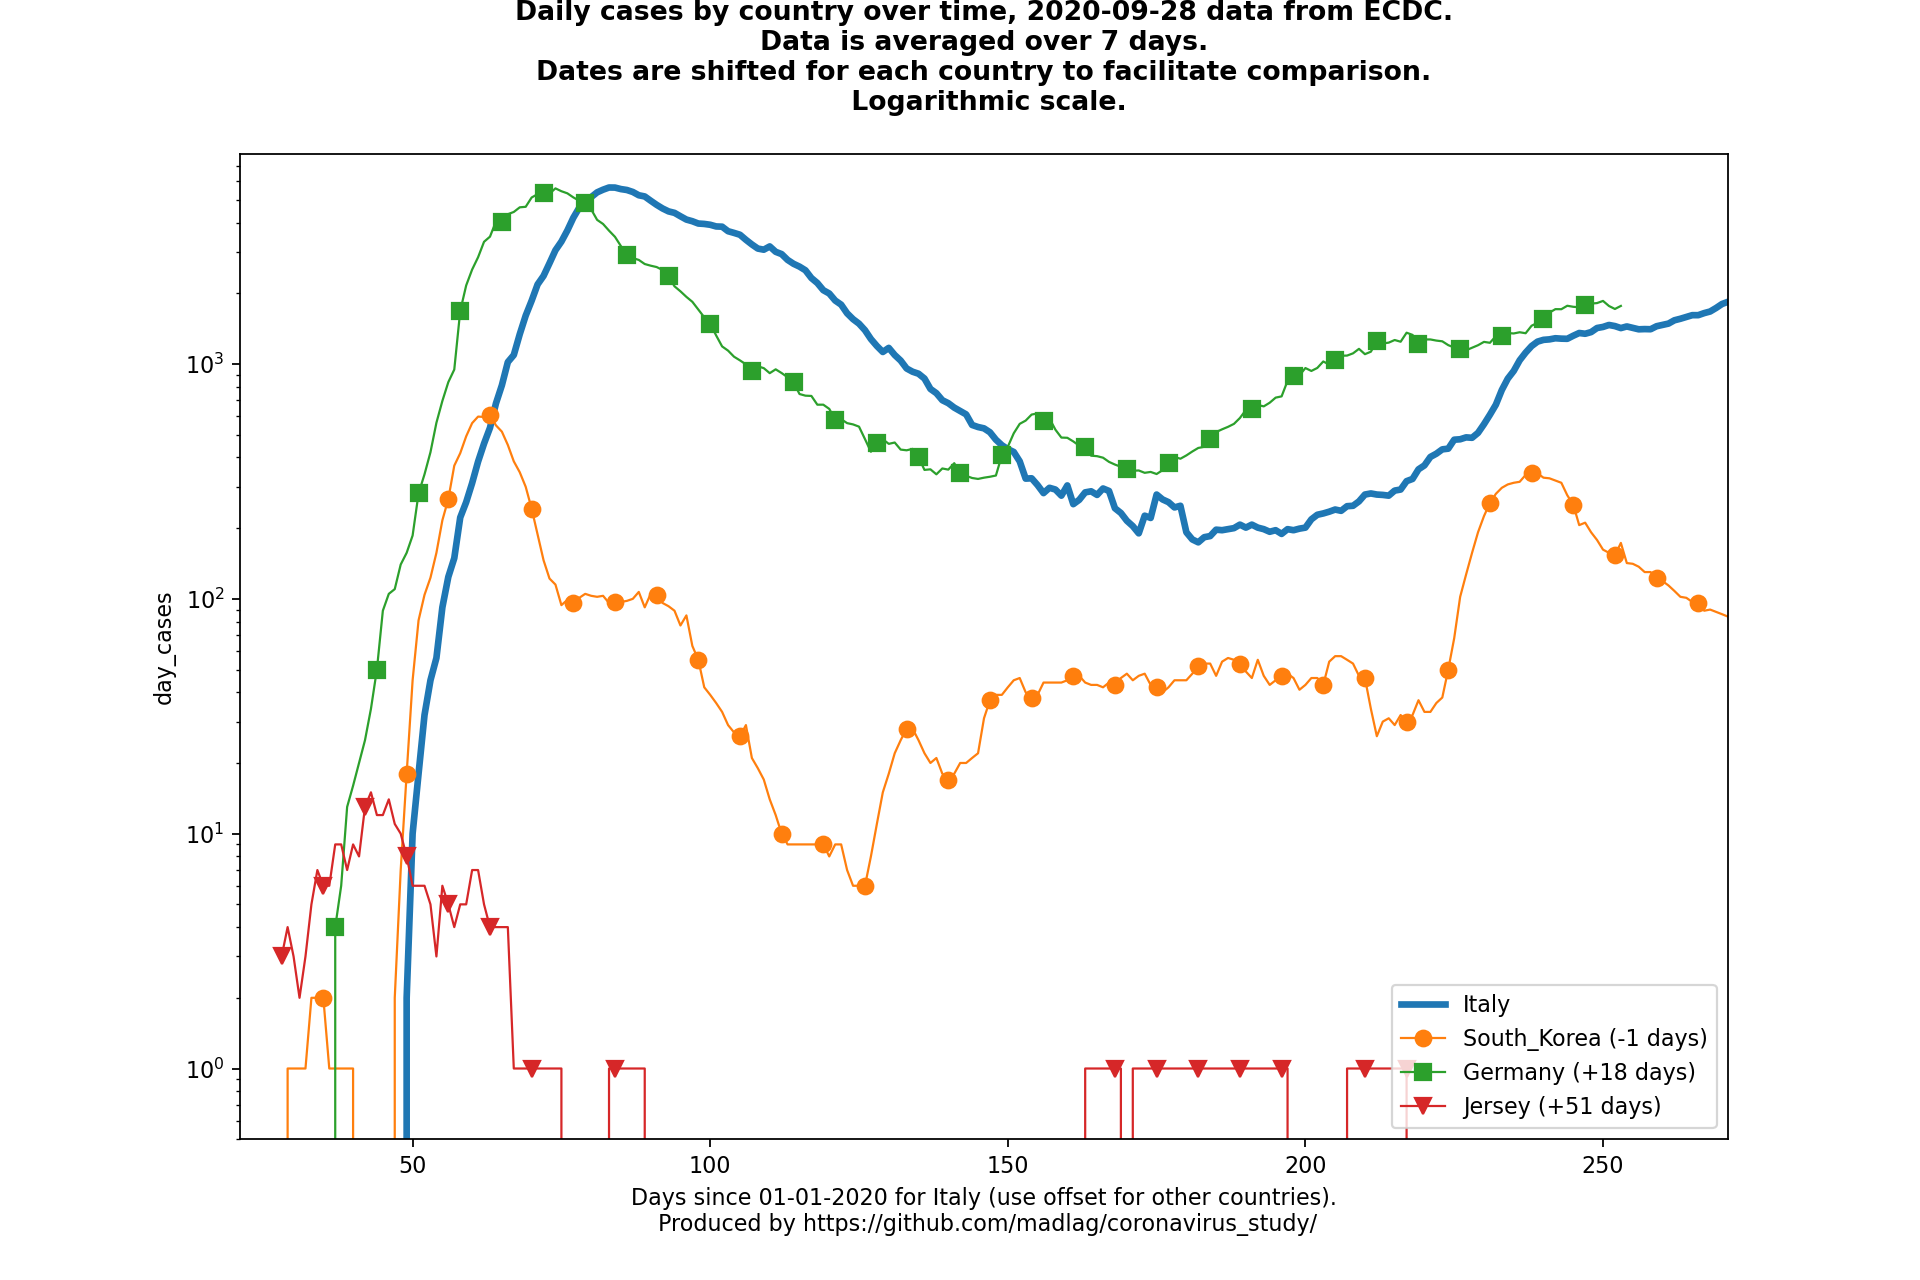 Daily cases by country over time, 2020-09-28 data from ECDC.
Data is averaged over 7 days.
Dates are shifted for each country to facilitate comparison.
Logarithmic scale.
10³
10²
10¹
10⁰
day_cases
50 100 150 200 250
Italy
South_Korea (-1 days)
Germany (+18 days)
Jersey (+51 days)
Days since 01-01-2020 for Italy (use offset for other countries).
Produced by https://github.com/madlag/coronavirus_study/